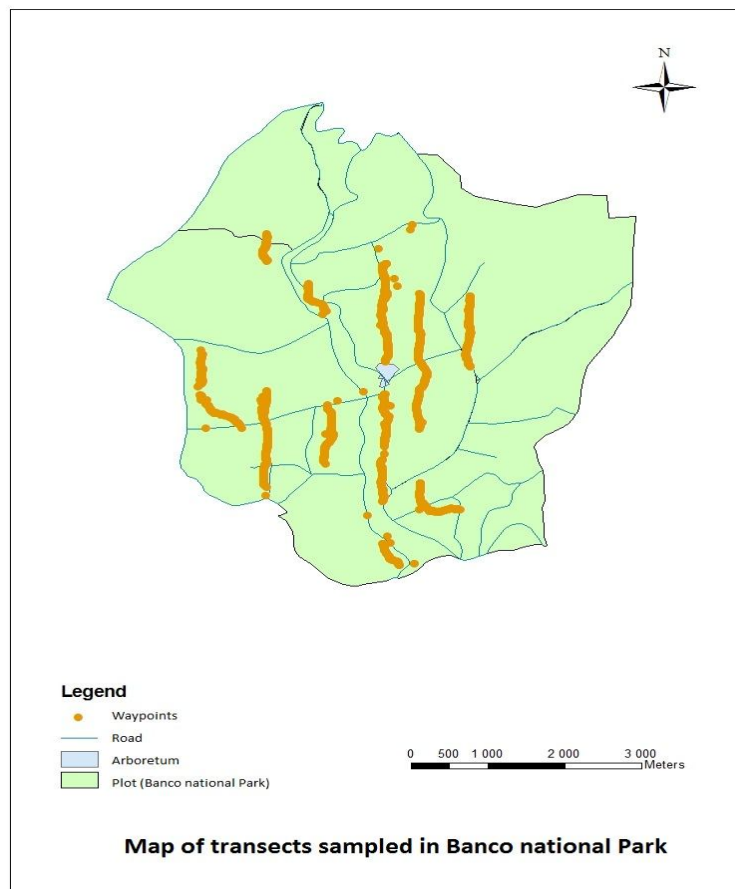 N
Legend
Waypoints
Road
Arboretum
Plot (Banco national Park)
0 500 1 000 2 000 3 000
Meters
Map of transects sampled in Banco national Park